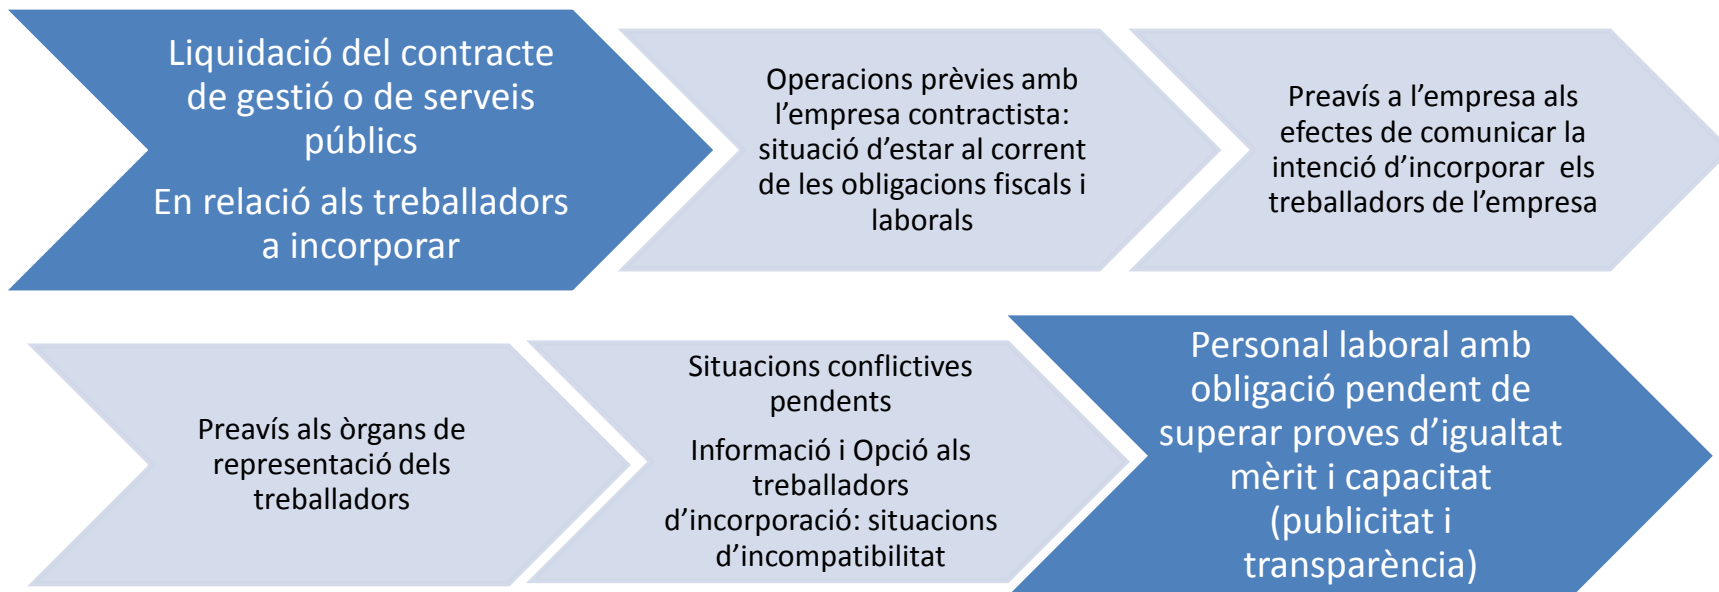 Liquidació del contracte
de gestió o de serveis
públics
En relació als treballadors
a incorporar
Operacions prèvies amb
l’empresa contractista:
situació d’estar al corrent
de les obligacions fiscals i
laborals
Preavís a l’empresa als
efectes de comunicar la
intenció d’incorporar  els
treballadors de l’empresa
Preavís als òrgans de
representació dels
treballadors
Situacions conflictives
pendents
Informació i Opció als
treballadors
d’incorporació: situacions
d’incompatibilitat
Personal laboral amb
obligació pendent de
superar proves d’igualtat
mèrit i capacitat
(publicitat i
transparència)